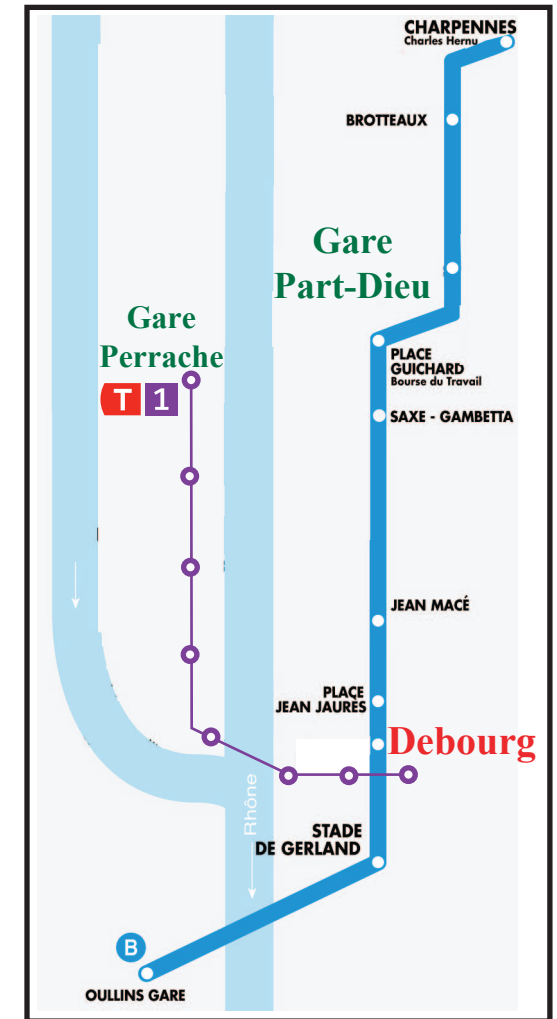 CHARPENNES
Charles Hernu
BROTTEAUX
Gare
Part-Dieu
Gare
Perrache
T 1
PLACE
GUICHARD
Bourse du Travail
SAXE - GAMBETTA
JEAN MACÉ
PLACE
JEAN JAURÈS
Debourg
Rhône
STADE
DE GERLAND
B
OULLINS GARE